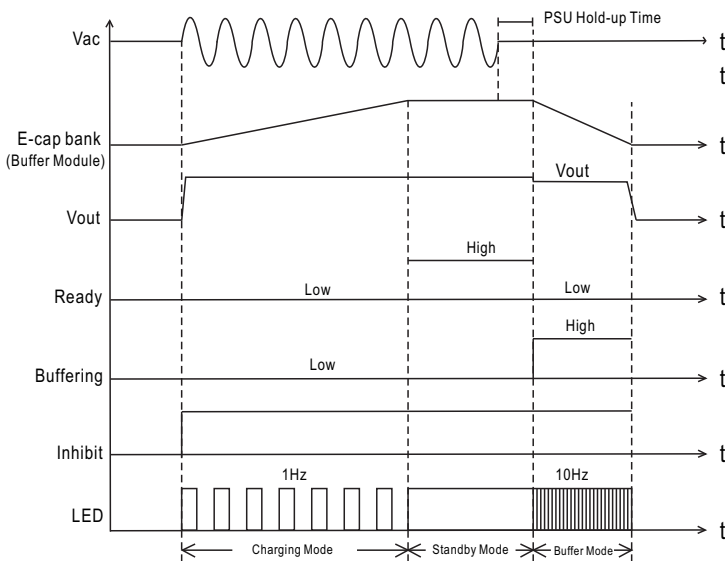 PSU Hold-up Time
Vac
t
t
E-cap bank
(Buffer Module)
t
Vout
Vout
t
High
Ready
Low
Low
t
High
Buffering
Low
t
Inhibit
t
1Hz
10Hz
LED
t
Charging Mode
Standby Mode
Buffer Mode